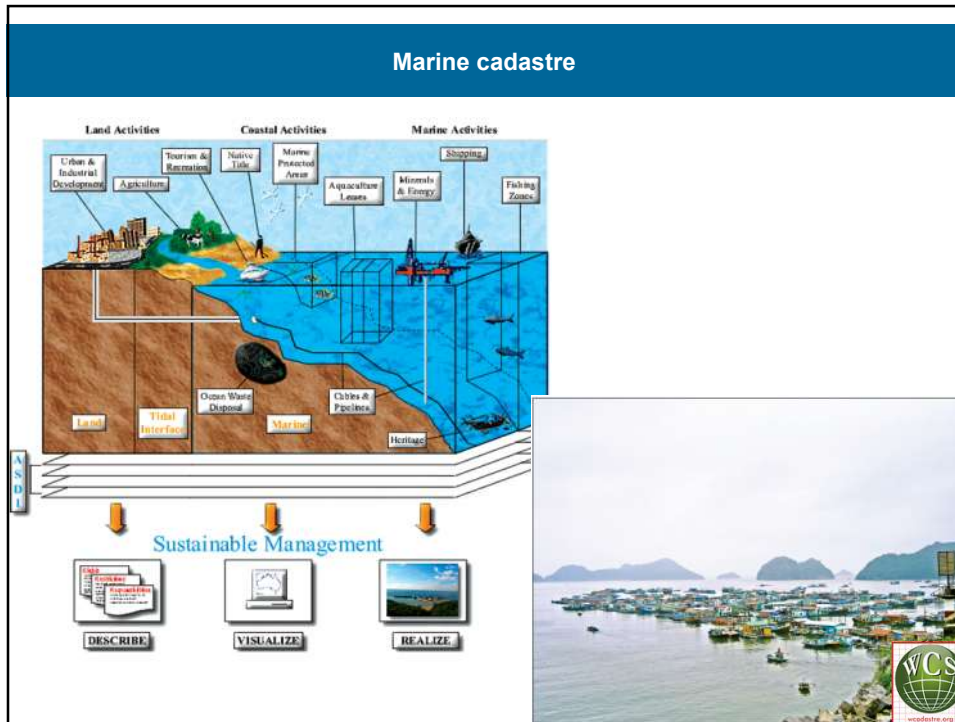 Marine cadastre
Land Activities
Coastal Activities
Marine Activities
Urban &
Industrial
Development
Agriculture
Tourism &
Recreation
Native
Title
Marine
Protected
Areas
Aquaculture
Leases
Minerals
& Energy
Shipping
Fishing
Zones
Ocean Waste
Disposal
Cables &
Pipelines
Heritage
Land
Tidal
Interface
Marine
A
S
D
I
Sustainable Management
DESCRIBE
VISUALIZE
REALIZE
WCS
wcadastre.org